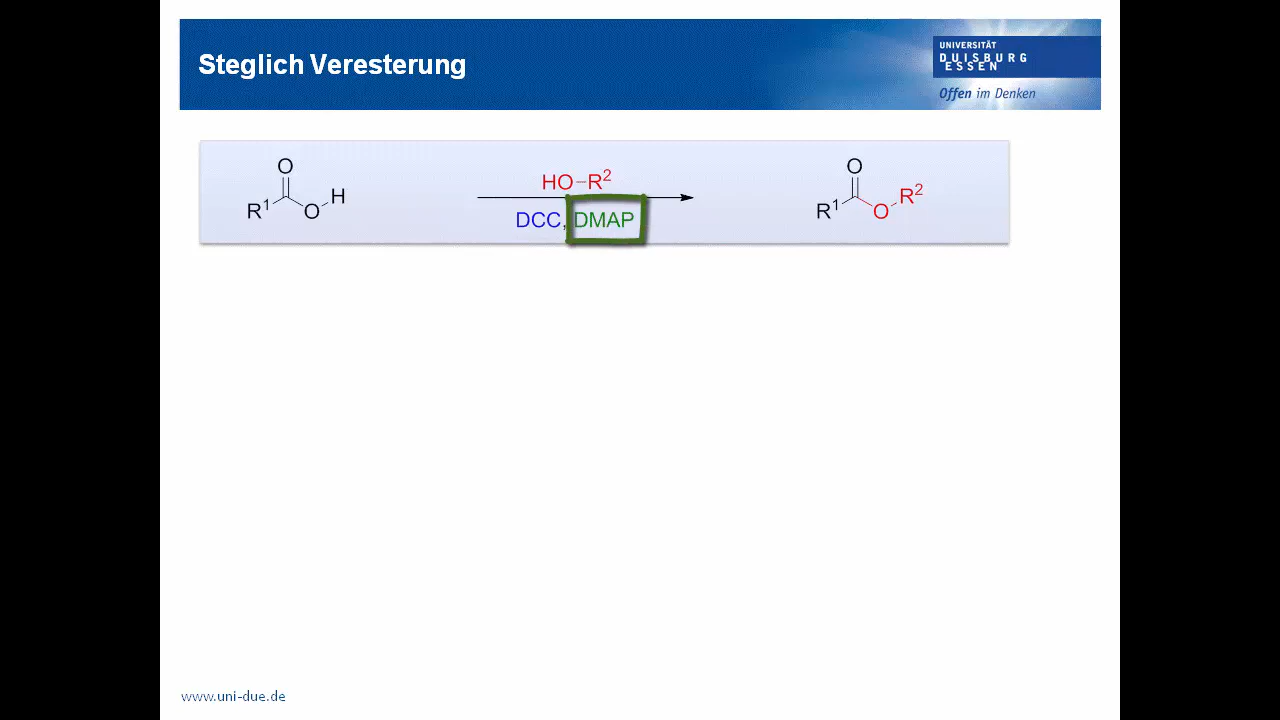 Steglich Veresterung
UNIVERSITÄT
DUISBURG
ESSEN
Offen im Denken
O
R¹
O
H
HO–R²
DCC, DMAP
O
R¹
O
R²
www.uni-due.de